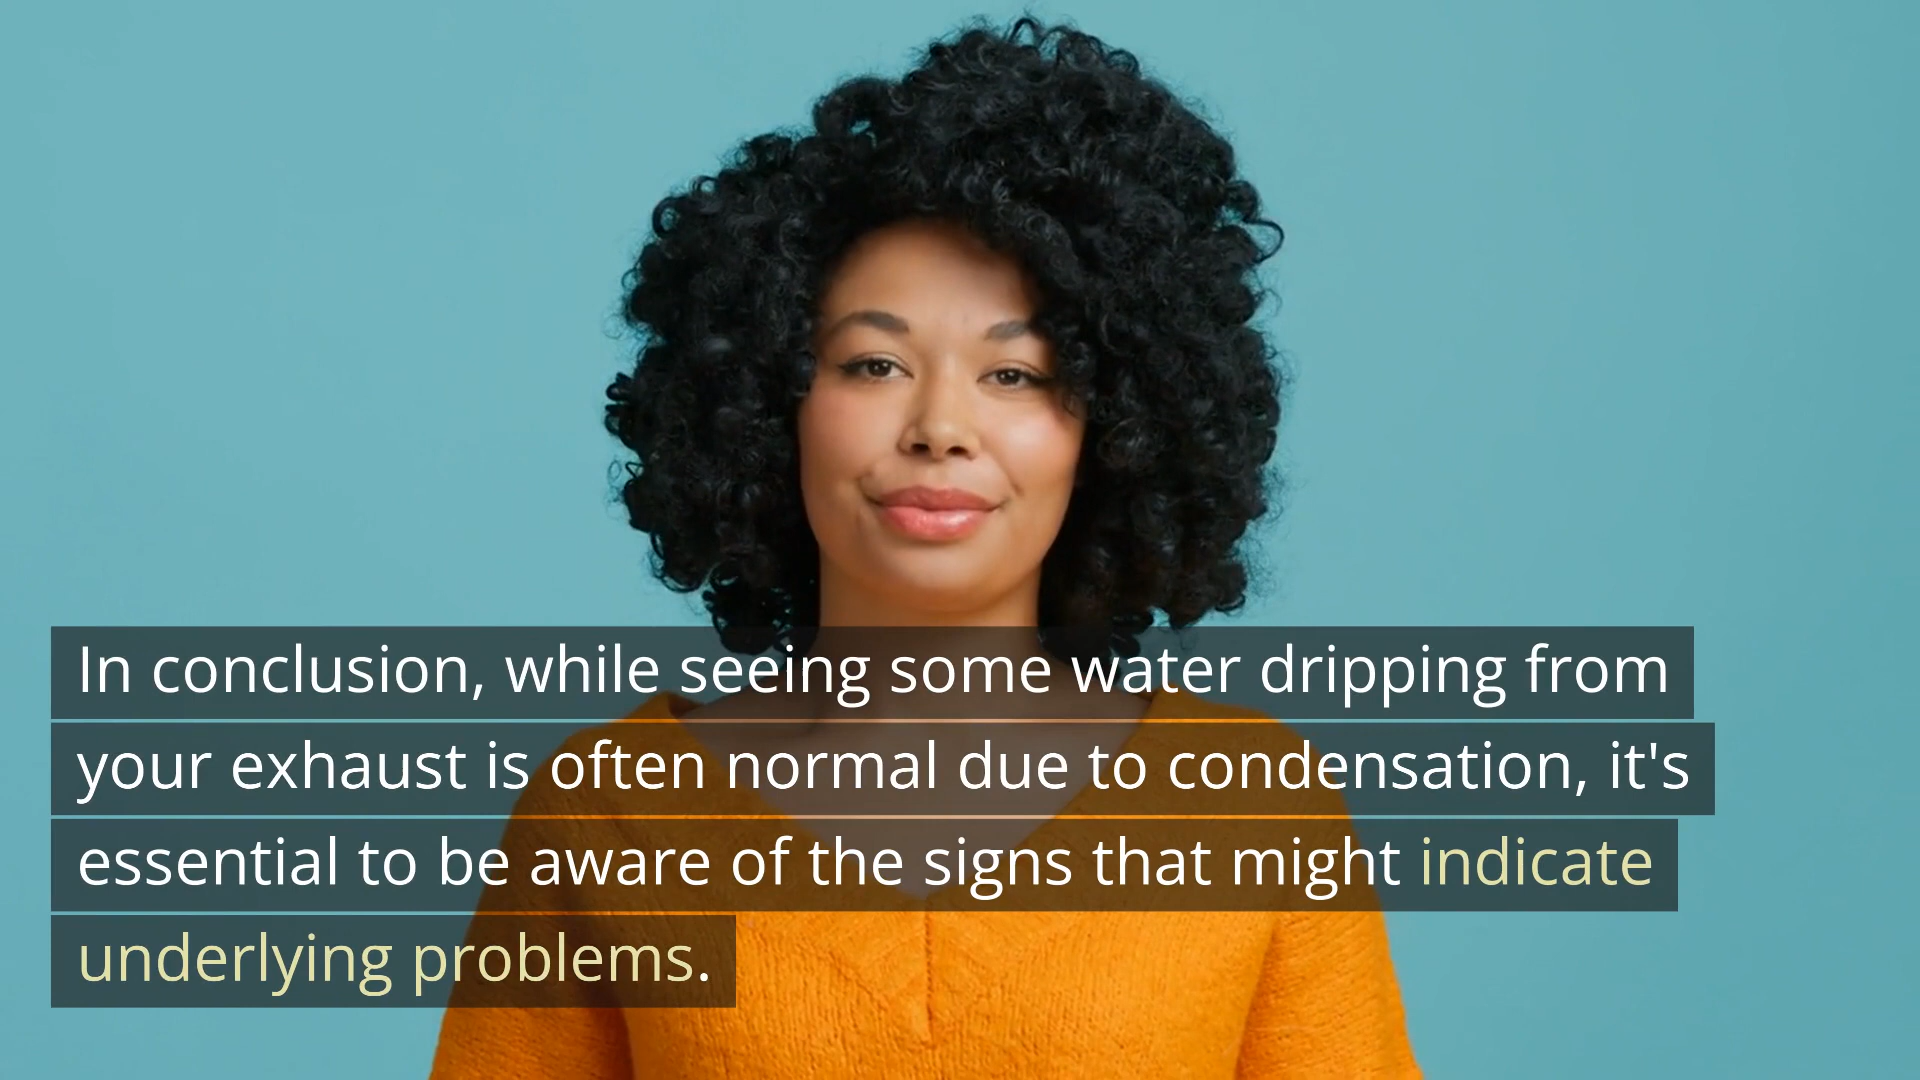 In conclusion, while seeing some water dripping from
your exhaust is often normal due to condensation, it's
essential to be aware of the signs that might indicate
underlying problems.